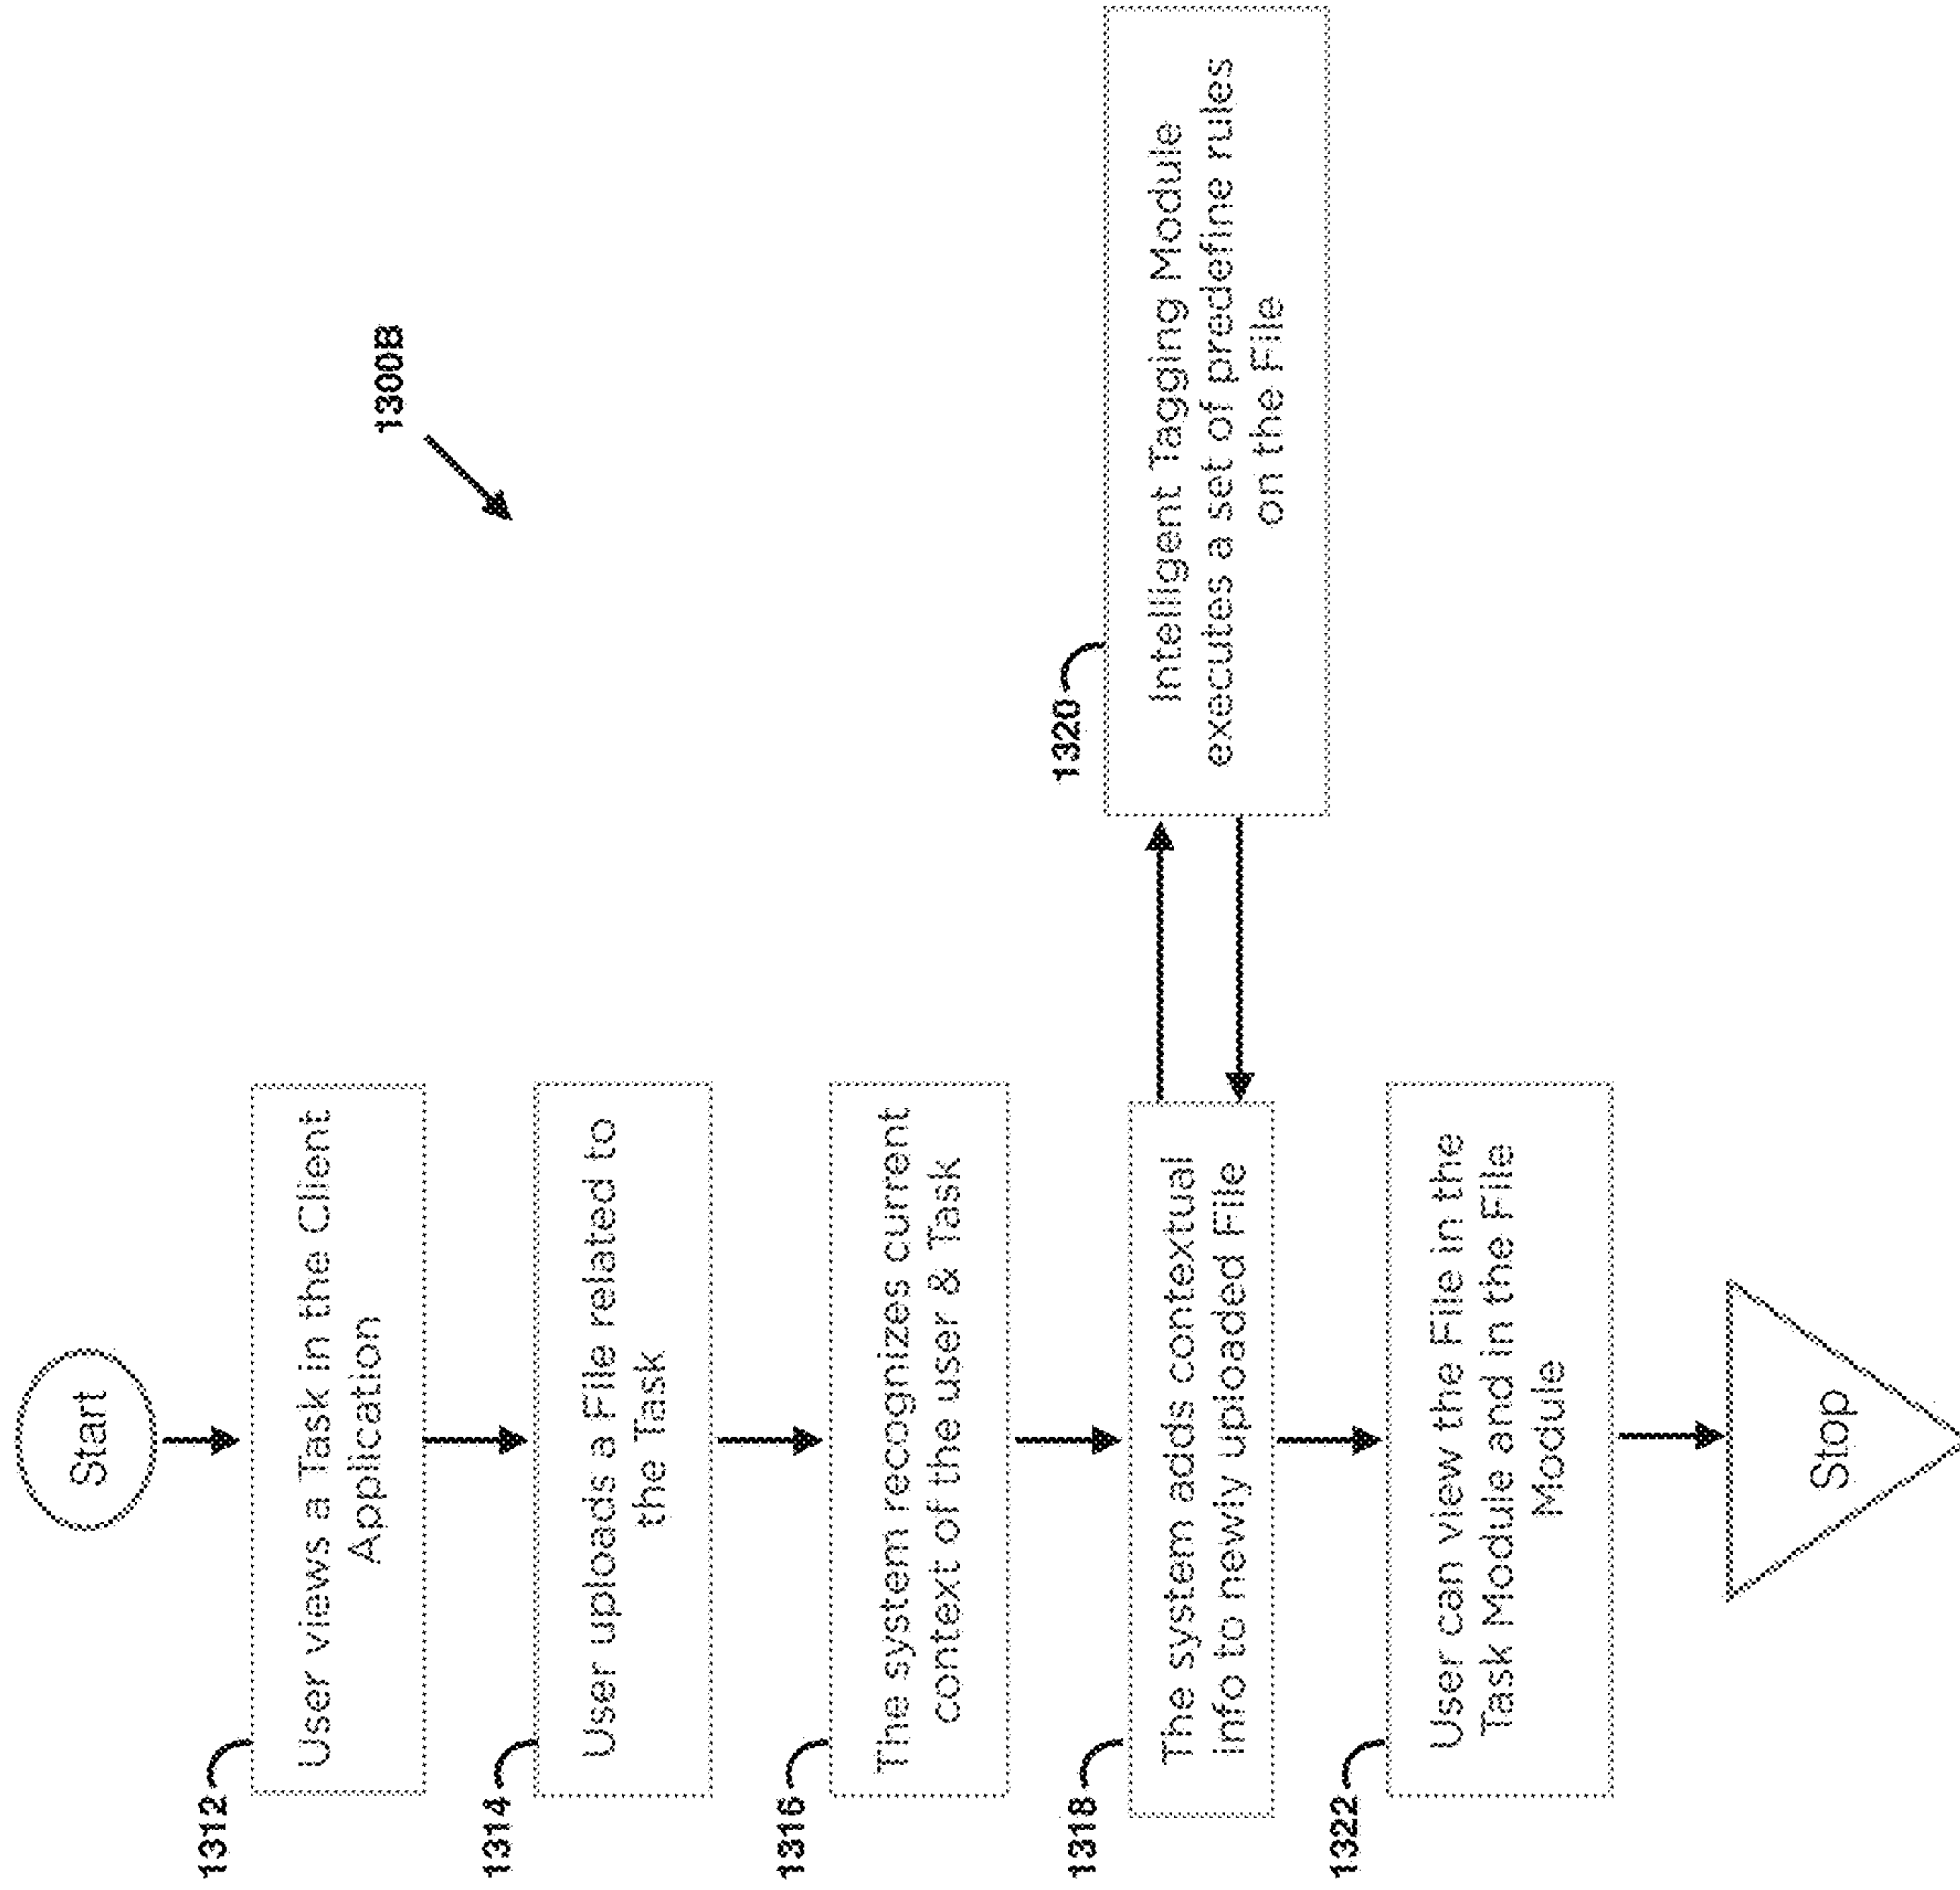 1300B
Start
1312
User views a Task in the Client
Application
1314
User uploads a File related to
the Task
1316
The system recognizes current
context of the user & Task
1318
The system adds contextual
info to newly uploaded File
1320
Intelligent Tagging Module
executes a set of predefine rules
on the File
1322
User can view the File in the
Task Module and in the File
Module
Stop